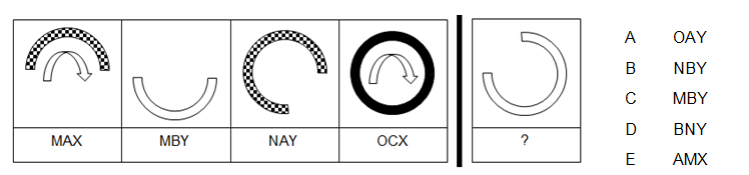 MAX MBY NAY OCX ?
A OAY
B NBY
C MBY
D BNY
E AMX